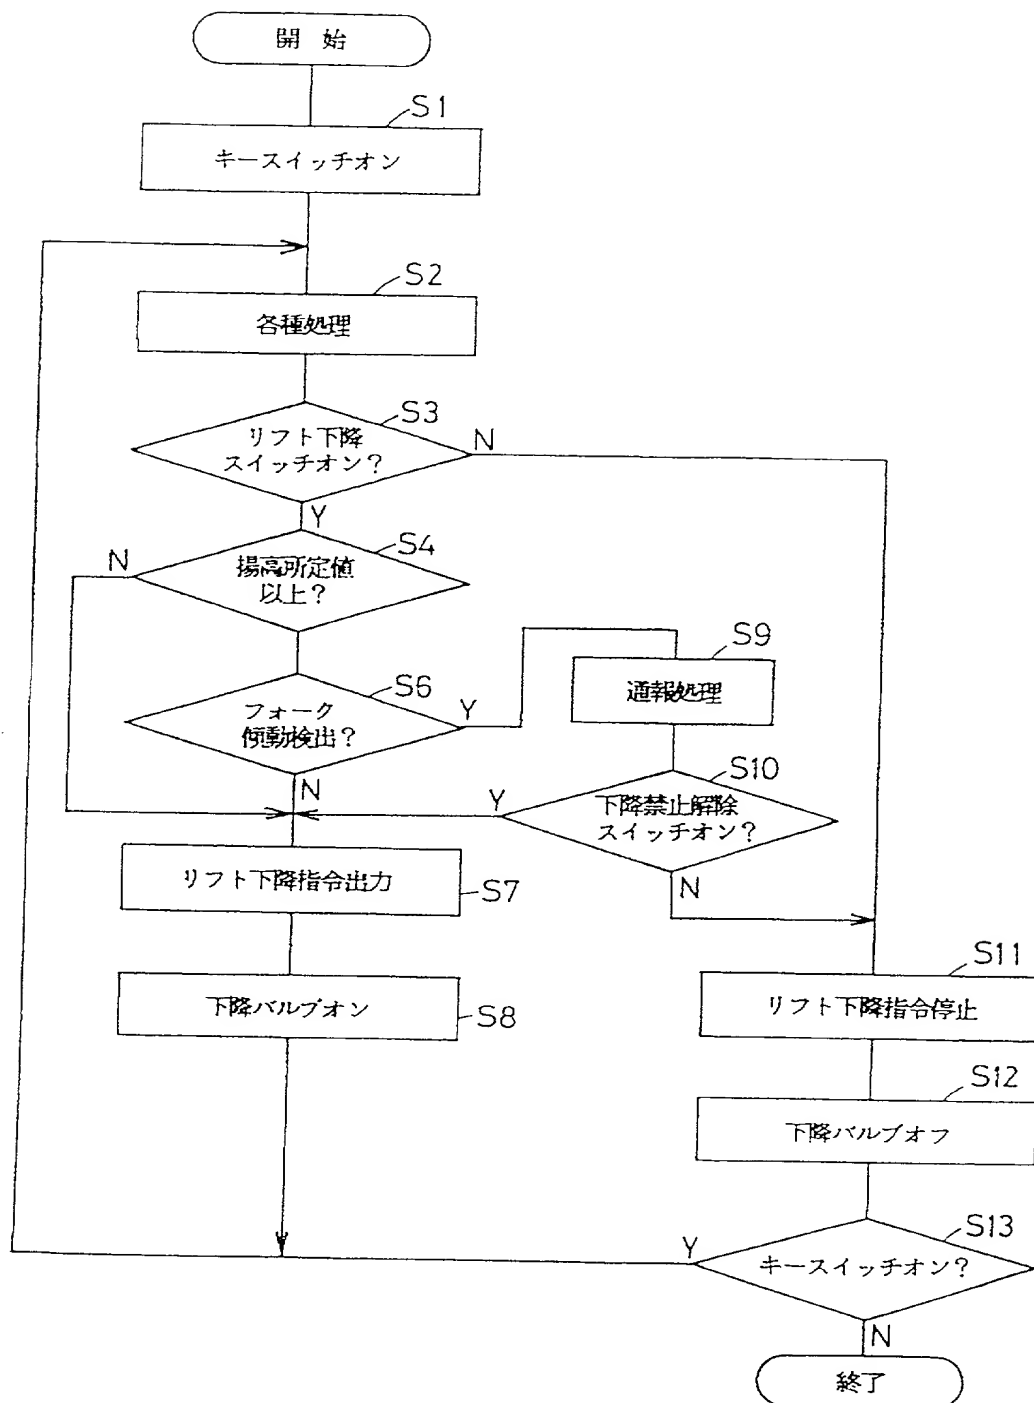 開始
S1
キースイッチオン
S2
各種処理
S3
リフト下降
スイッチオン？
N
Y
S4
N
揚高所定値
以上？
S9
通報処理
S6
Y
フォーク
傾動検出？
N
S10
Y
下降禁止解除
スイッチオン？
N
リフト下降指令出力
S7
S11
リフト下降指令停止
下降バルブオン
S8
S12
下降バルブオフ
S13
Y
キースイッチオン？
N
終了